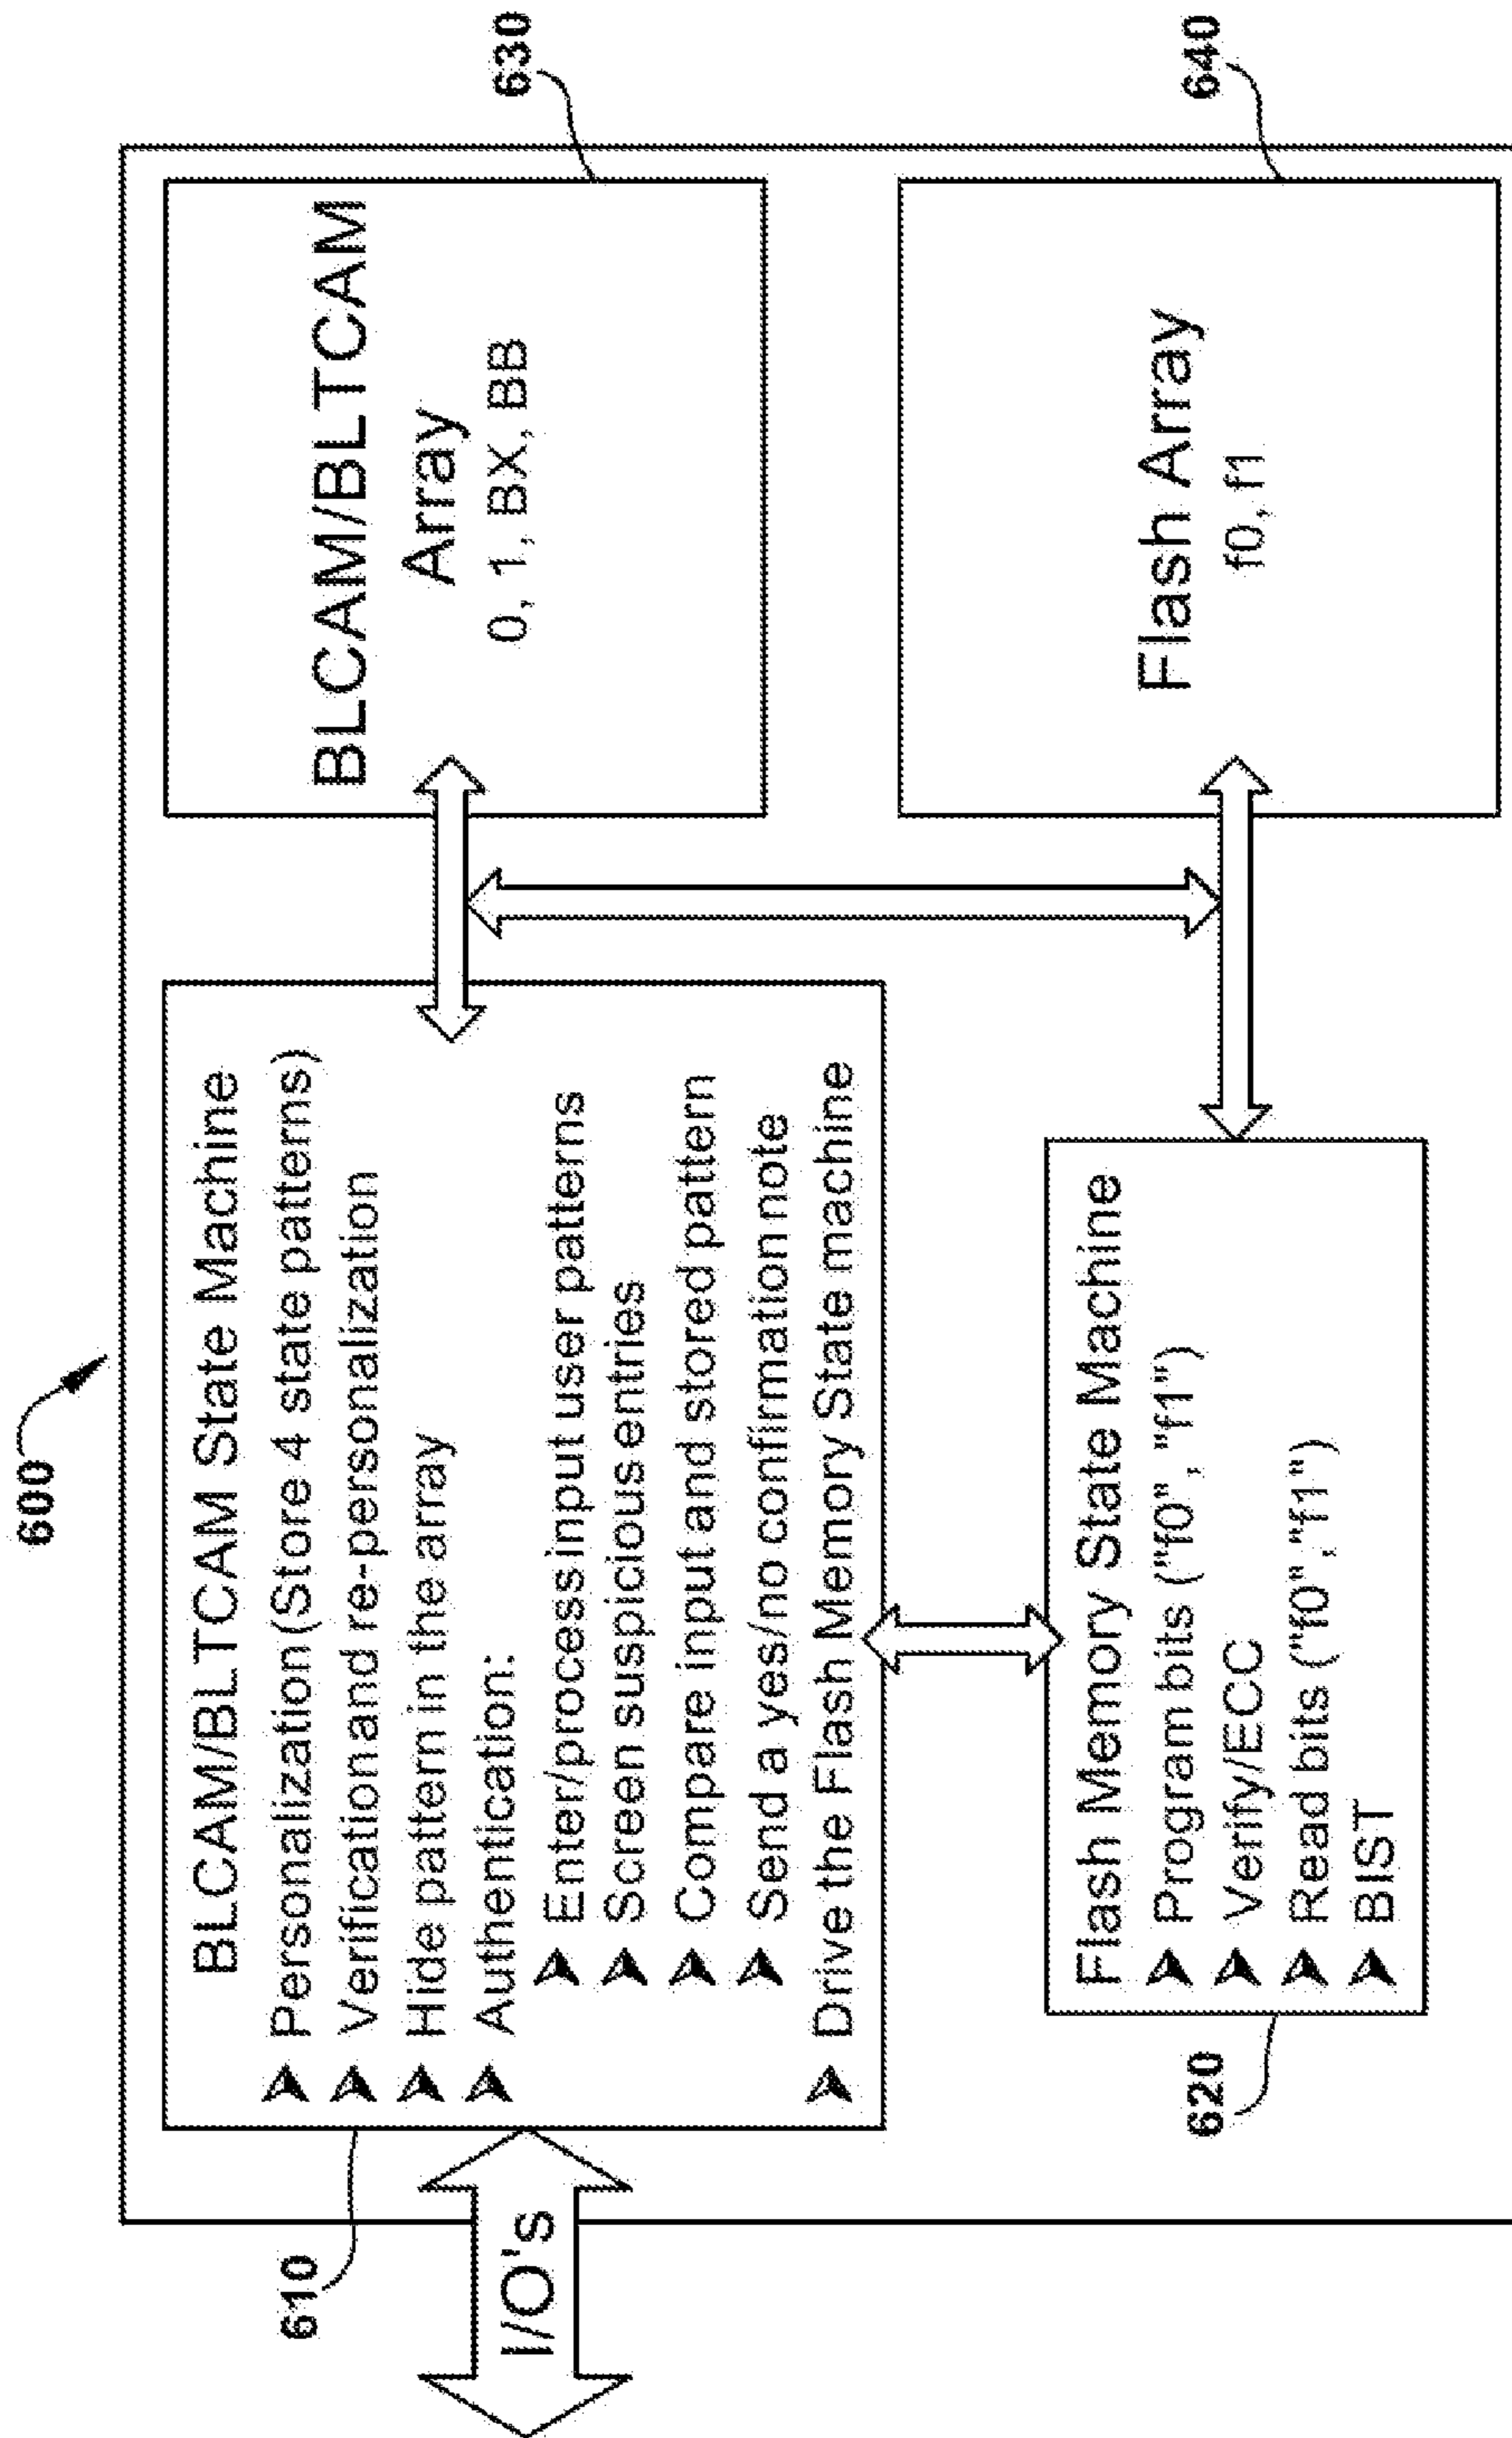 600
610
BLCAM/BLTCAM State Machine
➤ Personalization (Store 4 state patterns)
➤ Verification and re-personalization
➤ Hide pattern in the array
➤ Authentication:
➤ Enter/process input user patterns
➤ Screen suspicious entries
➤ Compare input and stored pattern
➤ Send a yes/no confirmation note
➤ Drive the Flash Memory State machine
I/O's
BLCAM/BLTCAM
Array
0, 1, BX, BB
630
620
Flash Memory State Machine
➤ Program bits ("f0", "f1")
➤ Verify/ECC
➤ Read bits ("f0","f1")
➤ BIST
Flash Array
f0, f1
640